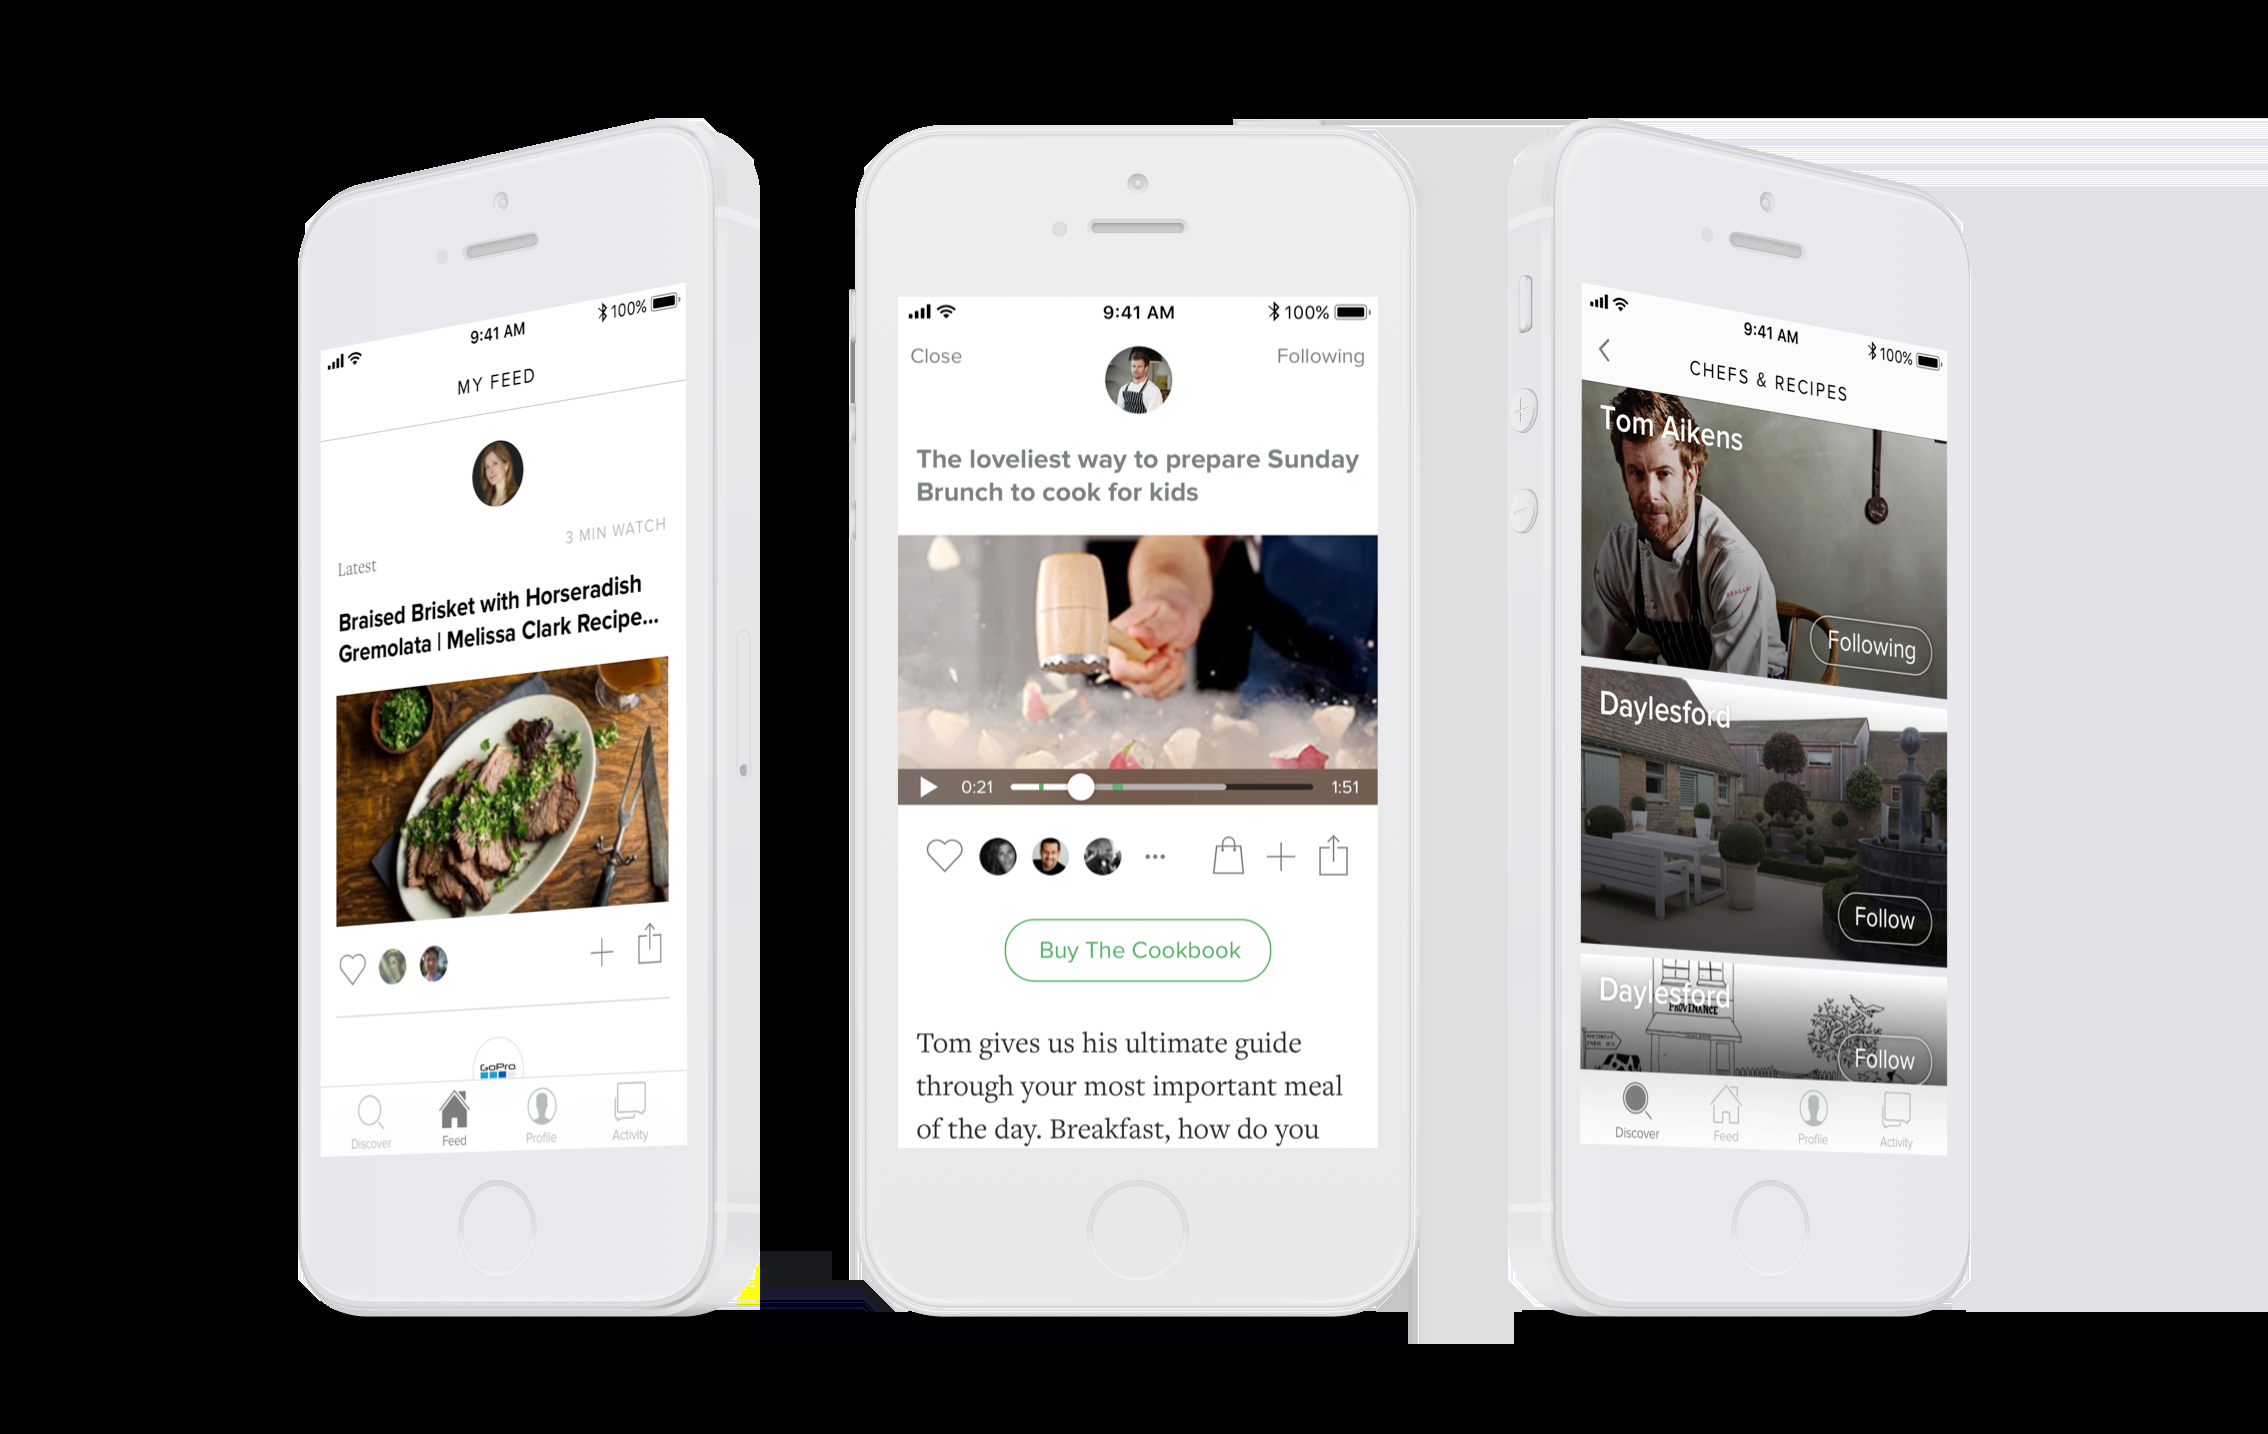 9:41 AM
100%
MY FEED
3 MIN WATCH
Latest
Braised Brisket with Horseradish
Gremolata | Melissa Clark Recipe...
GoPro
Discover
Feed
Profile
Activity
9:41 AM
100%
Close
Following
The loveliest way to prepare Sunday
Brunch to cook for kids
0:21
1:51
Buy The Cookbook
Tom gives us his ultimate guide
through your most important meal
of the day. Breakfast, how do you
9:41 AM
100%
CHEFS & RECIPES
Tom Aikens
BRAGARD
Following
Daylesford
Follow
Daylesford
PROVENANCE
Follow
Discover
Feed
Profile
Activity